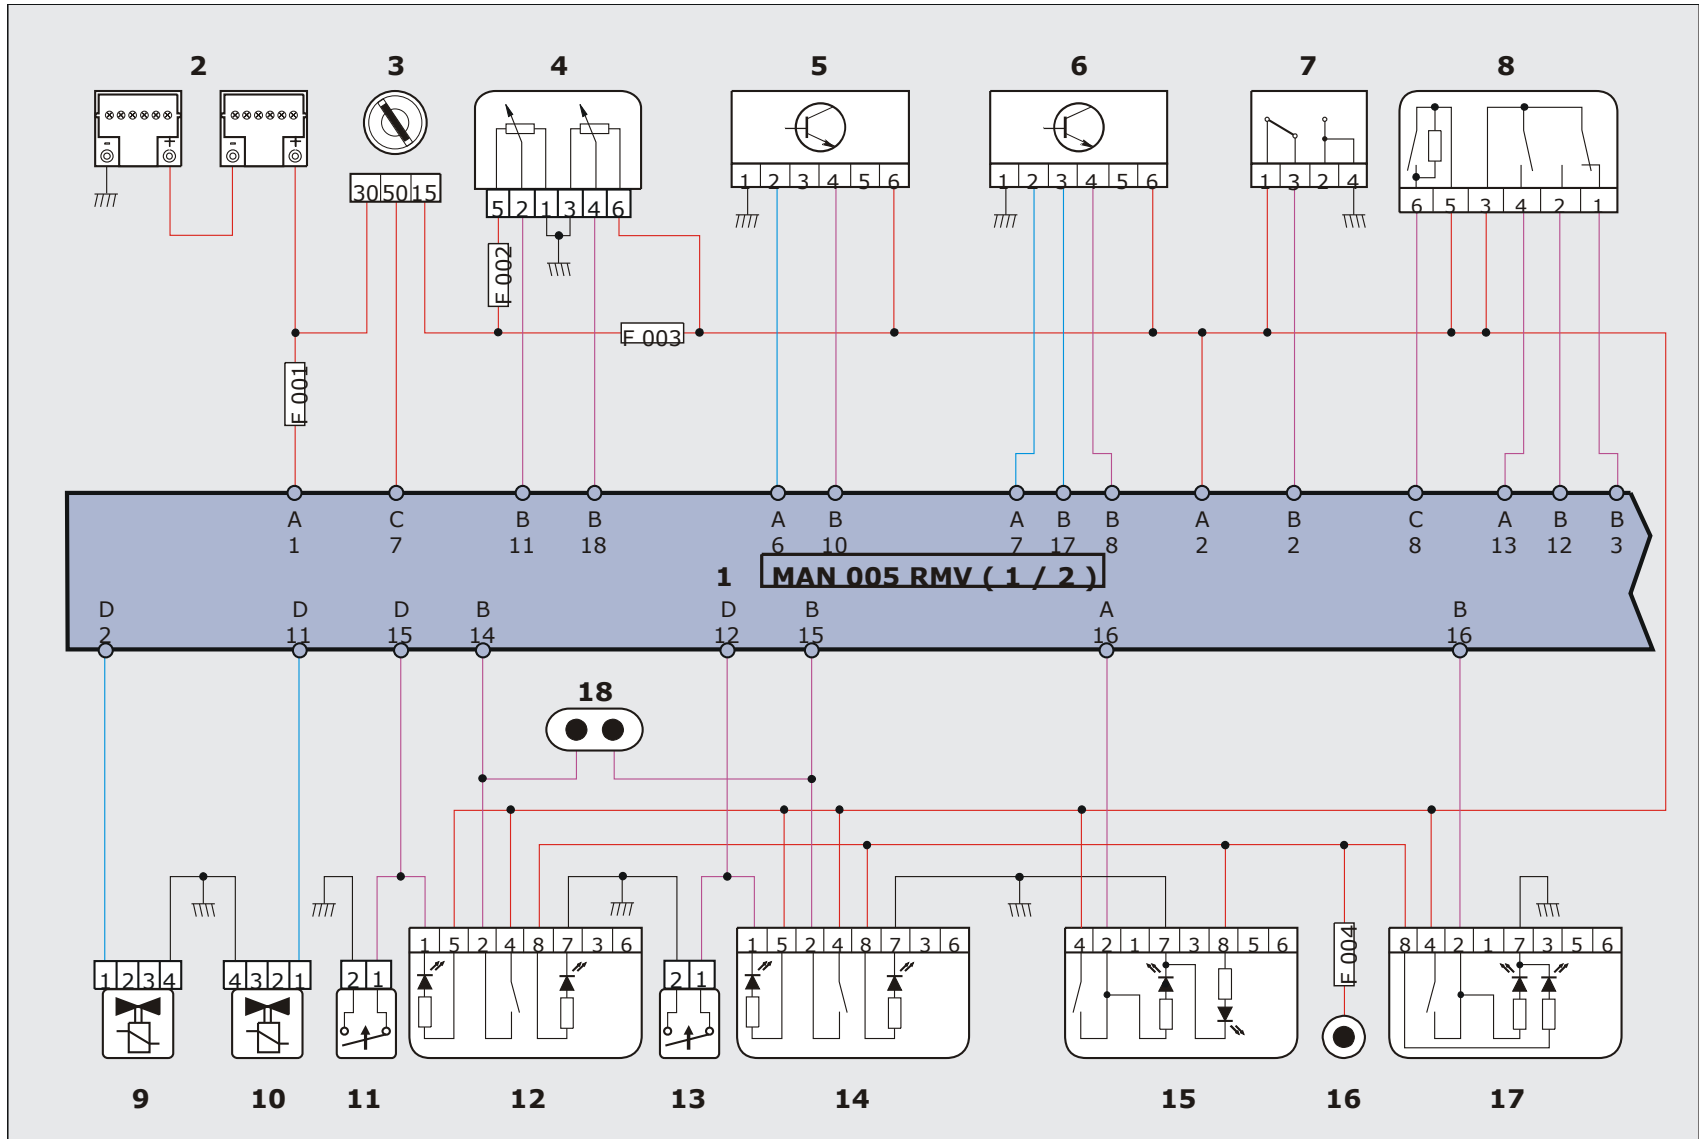 2 3 4 5 6 7 8
- + - +
30 50 15
5 2 1 3 4 6
1 2 3 4 5 6
1 2 3 4 5 6
1 3 2 4
6 5 3 4 2 1
F 002
F 003
F 001
A C B B A B A B B A B C A B B
1 7 11 18 6 10 7 17 8 2 2 8 13 12 3
1 MAN 005 RMV ( 1 / 2 )
D D D B D B A B
2 11 15 14 12 15 16 16
18
1 5 2 4 8 7 3 6
1 5 2 4 8 7 3 6
4 2 1 7 3 8 5 6
F 004
8 4 2 1 7 3 5 6
1 2 3 4
4 3 2 1
2 1
2 1
9 10 11 12 13 14 15 16 17